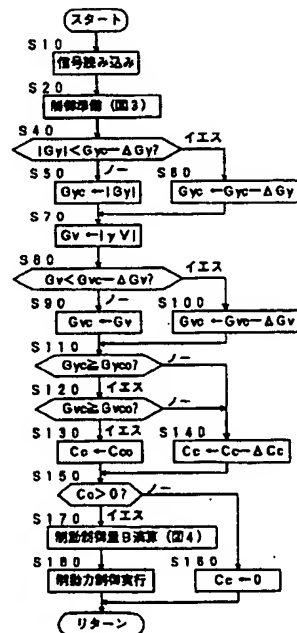 スタート
S10
信号読み込み
S20
制御準備（図3）
S40
|Gy|<Gyc−ΔGy?
イエス
ノー
S50
Gyc←|Gy|
S60
Gyc←Gyc−ΔGy
S70
Gv←|γV|
S80
Gv<Gvc−ΔGv?
イエス
ノー
S90
Gvc←Gv
S100
Gvc←Gvc−ΔGv
S110
Gyc≧Gyco?
ノー
イエス
S120
Gvc≧Gvco?
ノー
イエス
S130
Cc←Cco
S140
Cc←Cc−ΔCc
S150
Cc>0?
ノー
イエス
S170
制動制御量B演算（図4）
S180
制動力制御実行
S160
Cc←0
リターン